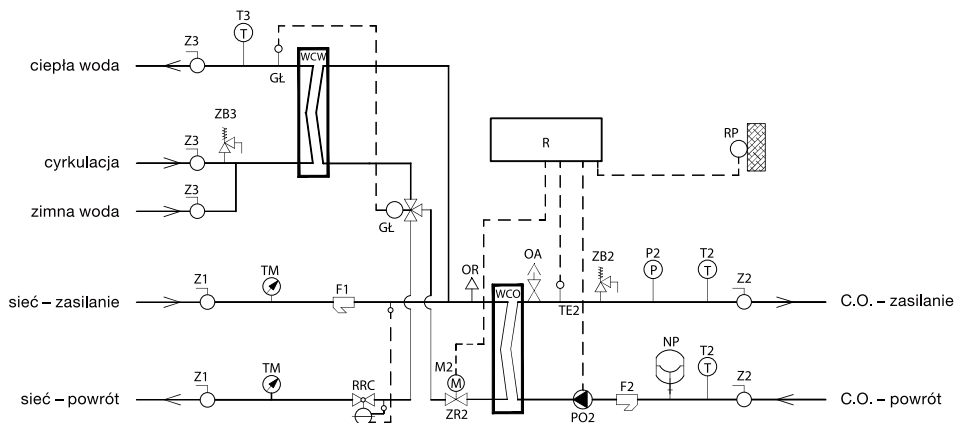 T3
Z3
T
WCW
ciepła woda
GŁ
ZB3
Z3
R
RP
cyrkulacja
Z3
zimna woda
GŁ
OA
OR
ZB2
P2
T2
Z1
TM
P
T
Z2
F1
sieć – zasilanie
WCO
TE2
C.O. – zasilanie
M2
NP
T2
Z1
TM
RRC
M
F2
T
Z2
sieć – powrót
ZR2
PO2
C.O. – powrót